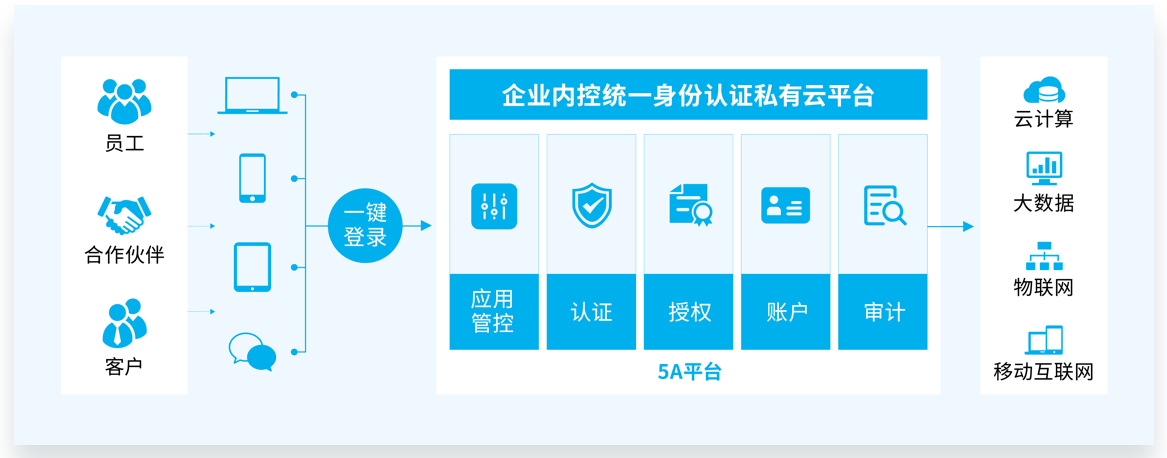 员工
合作伙伴
客户
一键
登录
企业内控统一身份认证私有云平台
应用
管控
认证
授权
账户
审计
5A平台
云计算
大数据
物联网
移动互联网